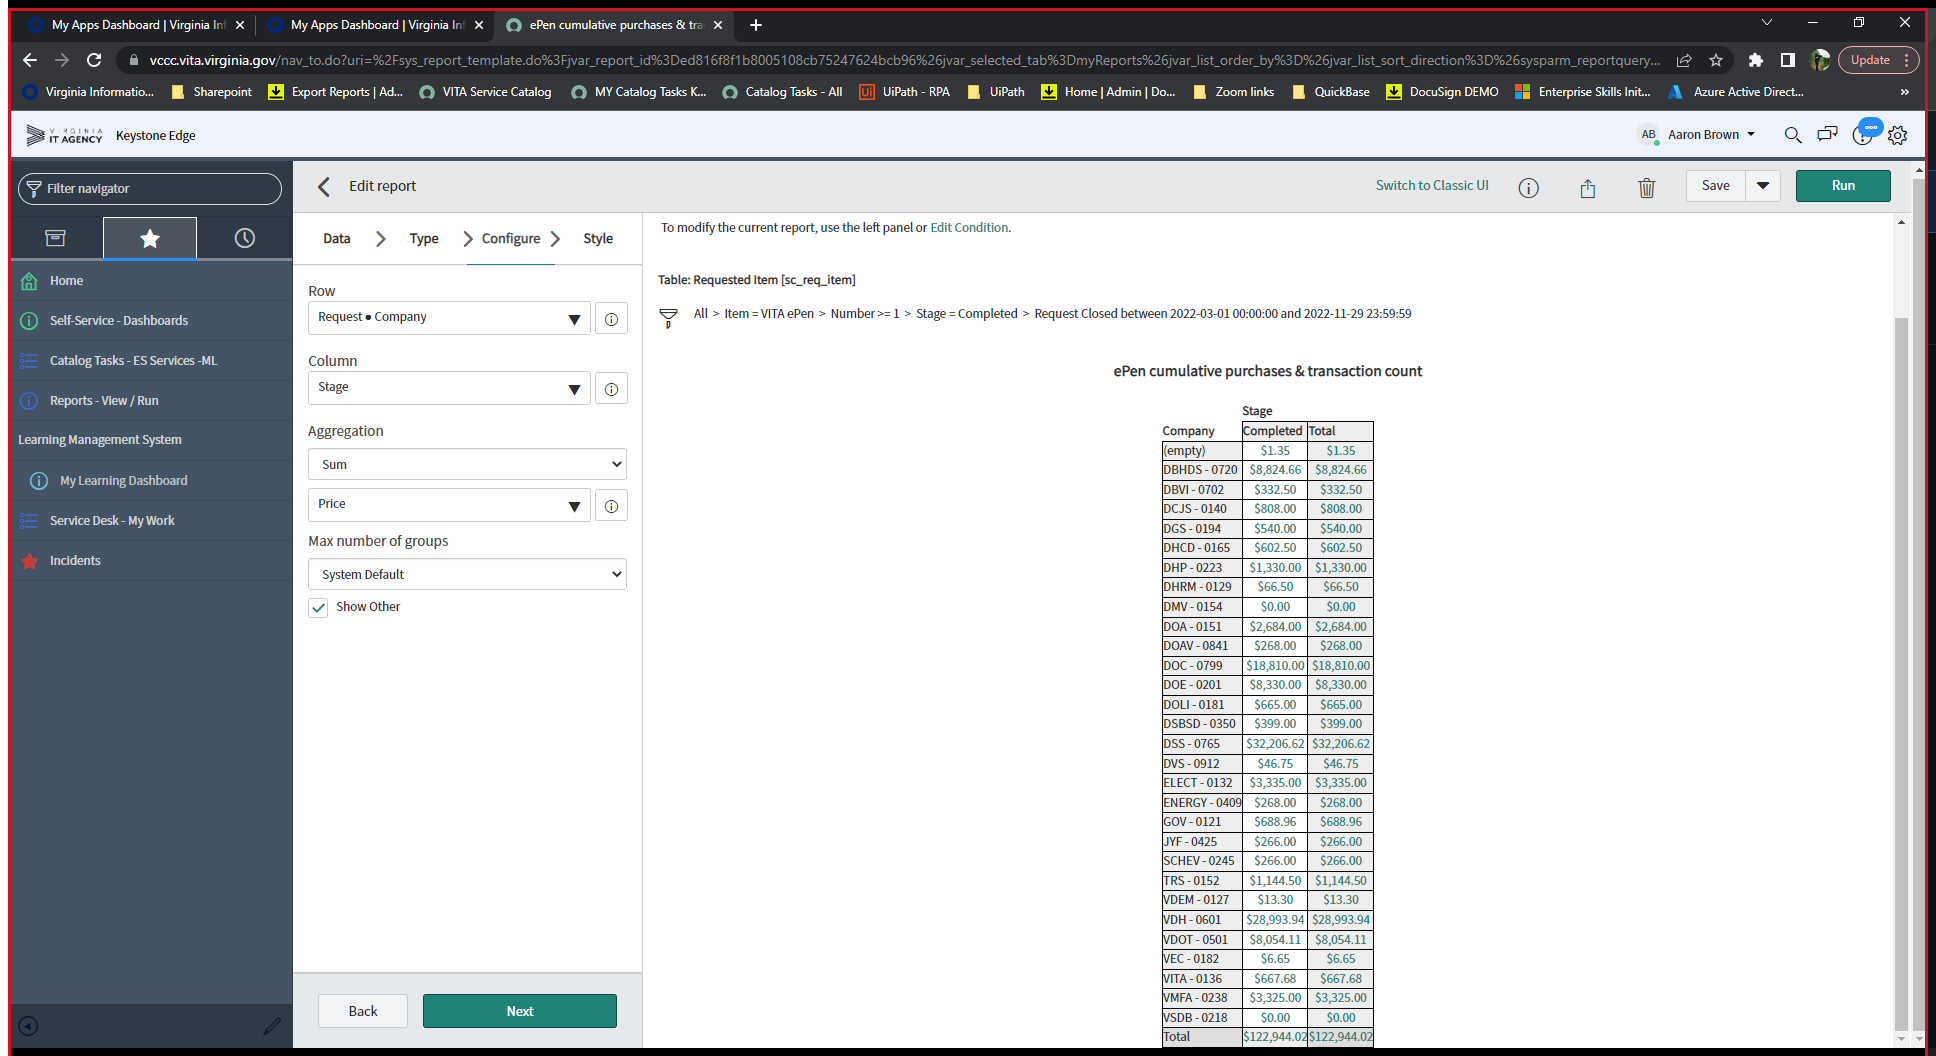 My Apps Dashboard | Virginia Inf
My Apps Dashboard | Virginia Inf
ePen cumulative purchases & tra
vccc.vita.virginia.gov/nav_to.do?uri=%2Fsys_report_template.do%3Fjvar_report_id%3Ded816f8f1b8005108cb75247624bcb96%26jvar_selected_tab%3DmyReports%26jvar_list_order_by%3D%26jvar_list_sort_direction%3D%26sysparm_reportquery...
Update
Virginia Informatio...
Sharepoint
Export Reports | Ad...
VITA Service Catalog
MY Catalog Tasks K...
Catalog Tasks - All
Ui UiPath - RPA
UiPath
Home | Admin | Do...
Zoom links
QuickBase
DocuSign DEMO
Enterprise Skills Init...
Azure Active Direct...
»
VIRGINIA
IT AGENCY
Keystone Edge
AB Aaron Brown
Filter navigator
Home
Self-Service - Dashboards
Catalog Tasks - ES Services -ML
Reports - View / Run
Learning Management System
My Learning Dashboard
Service Desk - My Work
Incidents
Edit report
Switch to Classic UI
Save
Run
Data
Type
Configure
Style
Row
Request • Company
Column
Stage
Aggregation
Sum
Price
Max number of groups
System Default
Show Other
Back
Next
To modify the current report, use the left panel or Edit Condition.
Table: Requested Item [sc_req_item]
All > Item = VITA ePen > Number >= 1 > Stage = Completed > Request Closed between 2022-03-01 00:00:00 and 2022-11-29 23:59:59
ePen cumulative purchases & transaction count
Stage
Company Completed Total
(empty) $1.35 $1.35
DBHDS - 0720 $8,824.66 $8,824.66
DBVI - 0702 $332.50 $332.50
DCJS - 0140 $808.00 $808.00
DGS - 0194 $540.00 $540.00
DHCD - 0165 $602.50 $602.50
DHP - 0223 $1,330.00 $1,330.00
DHRM - 0129 $66.50 $66.50
DMV - 0154 $0.00 $0.00
DOA - 0151 $2,684.00 $2,684.00
DOAV - 0841 $268.00 $268.00
DOC - 0799 $18,810.00 $18,810.00
DOE - 0201 $8,330.00 $8,330.00
DOLI - 0181 $665.00 $665.00
DSBSD - 0350 $399.00 $399.00
DSS - 0765 $32,206.62 $32,206.62
DVS - 0912 $46.75 $46.75
ELECT - 0132 $3,335.00 $3,335.00
ENERGY - 0409 $268.00 $268.00
GOV - 0121 $688.96 $688.96
JYF - 0425 $266.00 $266.00
SCHEV - 0245 $266.00 $266.00
TRS - 0152 $1,144.50 $1,144.50
VDEM - 0127 $13.30 $13.30
VDH - 0601 $28,993.94 $28,993.94
VDOT - 0501 $8,054.11 $8,054.11
VEC - 0182 $6.65 $6.65
VITA - 0136 $667.68 $667.68
VMFA - 0238 $3,325.00 $3,325.00
VSDB - 0218 $0.00 $0.00
Total $122,944.02 $122,944.02